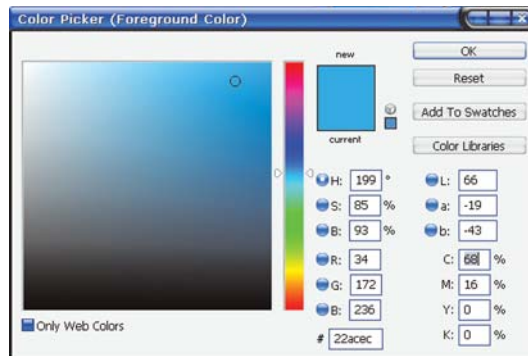 Color Picker (Foreground Color)
new
current
OK
Reset
Add To Swatches
Color Libraries
H: 199 °
S: 85 %
B: 93 %
R: 34
G: 172
B: 236
# 22acec
L: 66
a: -19
b: -43
C: 68 %
M: 16 %
Y: 0 %
K: 0 %
Only Web Colors